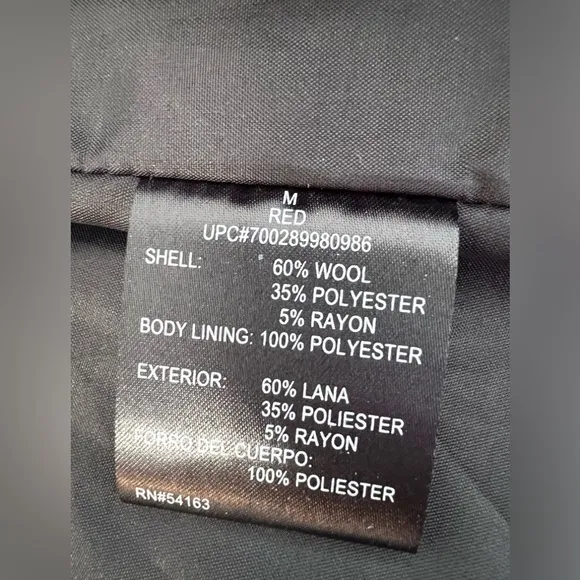 M
RED
UPC#700289980986
SHELL: 60% WOOL
35% POLYESTER
5% RAYON
BODY LINING: 100% POLYESTER
EXTERIOR: 60% LANA
35% POLIESTER
5% RAYON
FORRO DEL CUERPO:
100% POLIESTER
RN#54163